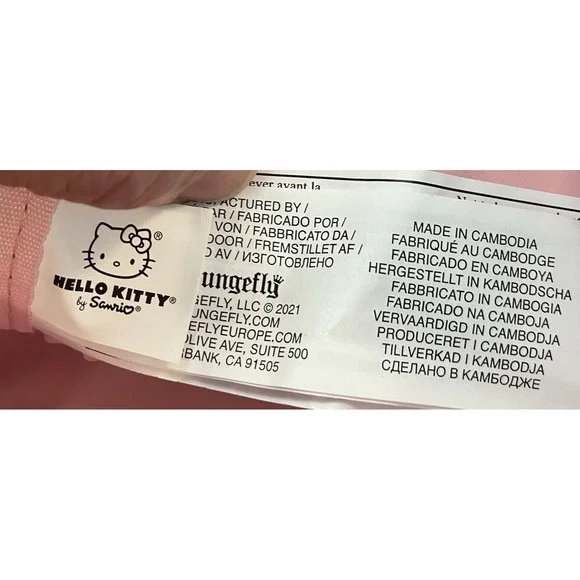 ever avant la
HELLO KITTY®
by Sanrio
UFACTURED BY /
AR / FABRICADO POR /
VON / FABBRICATO DA /
DOOR / FREMSTILLET AF /
D AV / ИЗГОТОВЛЕНО
ungefly
GEFLY, LLC © 2021
NGEFLY.COM
EFLYEUROPE.COM
OLIVE AVE, SUITE 500
BANK, CA 91505
MADE IN CAMBODIA
FABRIQUÉ AU CAMBODGE
FABRICADO EN CAMBOYA
HERGESTELLT IN KAMBODSCHA
FABBRICATO IN CAMBOGIA
FABRICADO NA CAMBOJA
VERVAARDIGD IN CAMBODJA
PRODUCERET I CAMBODJA
TILLVERKAD I KAMBODJA
СДЕЛАНО В КАМБОДЖЕ